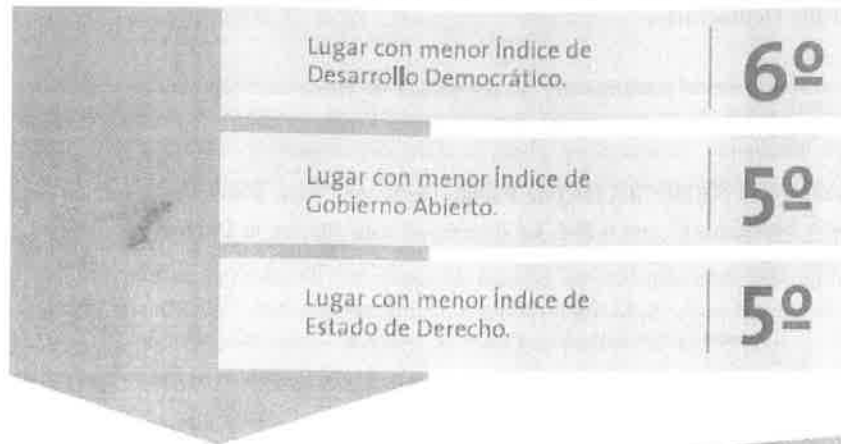 Lugar con menor Índice de
Desarrollo Democrático.
6º
Lugar con menor Índice de
Gobierno Abierto.
5º
Lugar con menor Índice de
Estado de Derecho.
5º